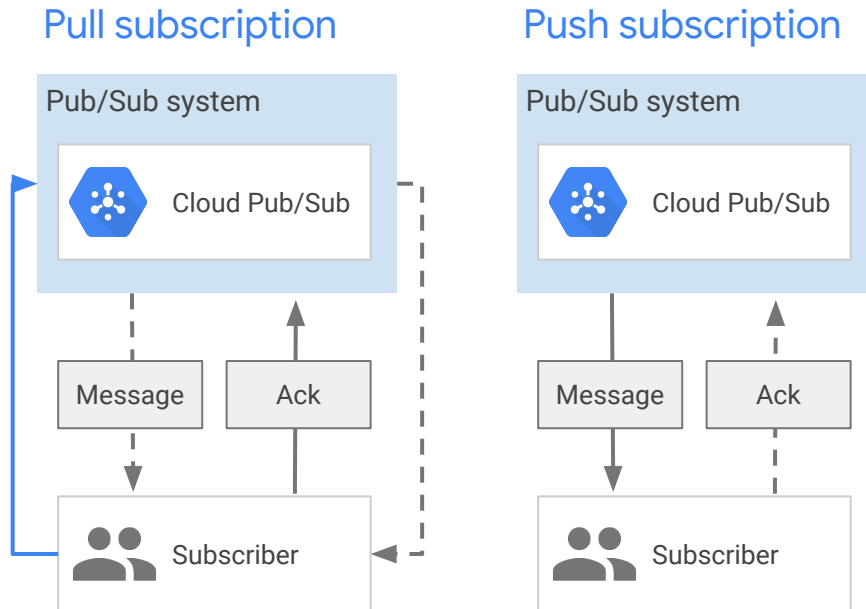 Pull subscription
Pub/Sub system
Cloud Pub/Sub
Message
Ack
Subscriber
Push subscription
Pub/Sub system
Cloud Pub/Sub
Message
Ack
Subscriber